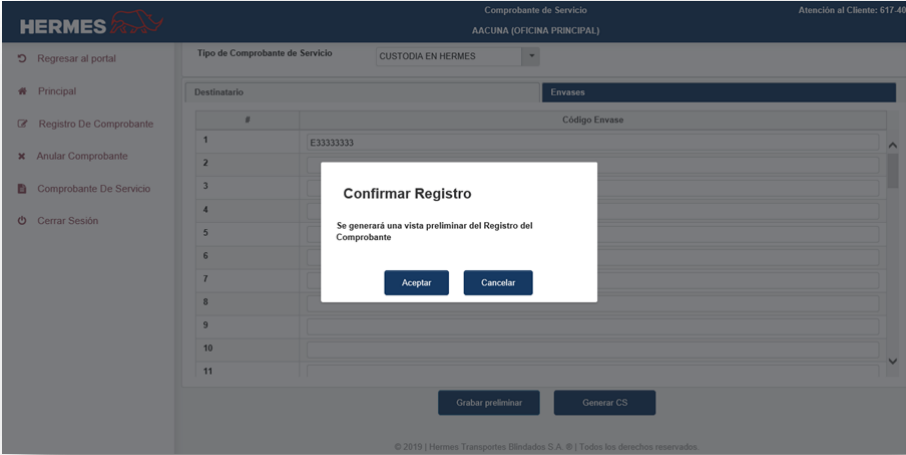 HERMES
Comprobante de Servicio
Atención al Cliente: 617-40
AACUNA (OFICINA PRINCIPAL)
Regresar al portal
Principal
Registro De Comprobante
Anular Comprobante
Comprobante De Servicio
Cerrar Sesión
Tipo de Comprobante de Servicio
CUSTODIA EN HERMES
Destinatario
Envases
# Código Envase
1 E33333333
2
3
4
5
6
7
8
9
10
11
Confirmar Registro
Se generará una vista preliminar del Registro del
Comprobante
Aceptar Cancelar
Grabar preliminar Generar CS
© 2019 | Hermes Transportes Blindados S.A. ® | Todos los derechos reservados.